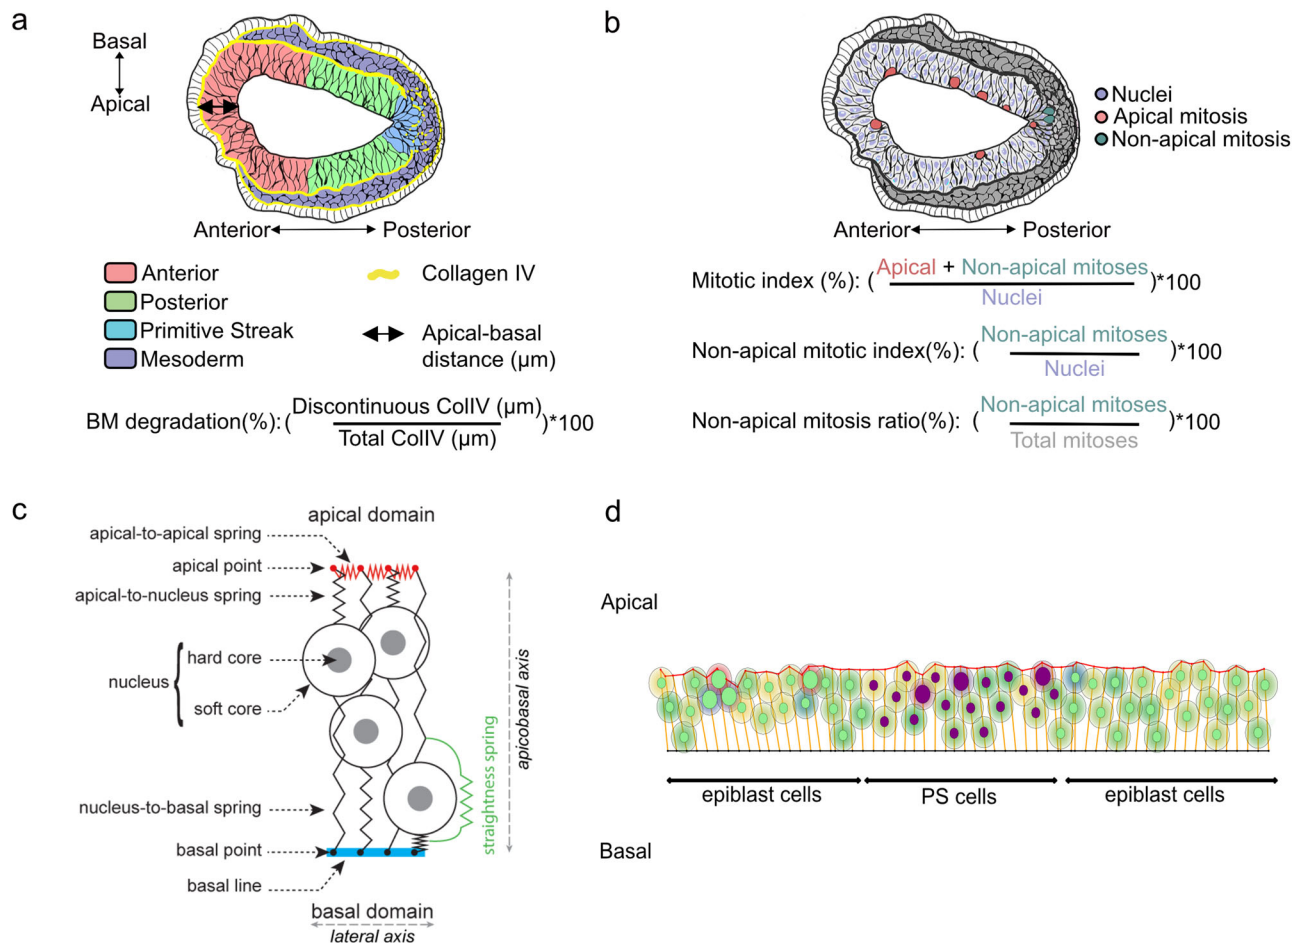 a
Basal
Apical
Anterior
Posterior
Anterior
Posterior
Primitive Streak
Mesoderm
Collagen IV
Apical-basal
distance (µm)
BM degradation(%): (Discontinuous ColIV (µm)
Total ColIV (µm)
)*100
b
Nuclei
Apical mitosis
Non-apical mitosis
Anterior
Posterior
Mitotic index (%): (Apical + Non-apical mitoses
Nuclei
)*100
Non-apical mitotic index(%): (Non-apical mitoses
Nuclei
)*100
Non-apical mitosis ratio(%): (Non-apical mitoses
Total mitoses
)*100
c
apical domain
apical-to-apical spring
apical point
apical-to-nucleus spring
hard core
nucleus {
soft core
nucleus-to-basal spring
basal point
basal line
straightness spring
apicobasal axis
basal domain
lateral axis
d
Apical
epiblast cells
PS cells
epiblast cells
Basal